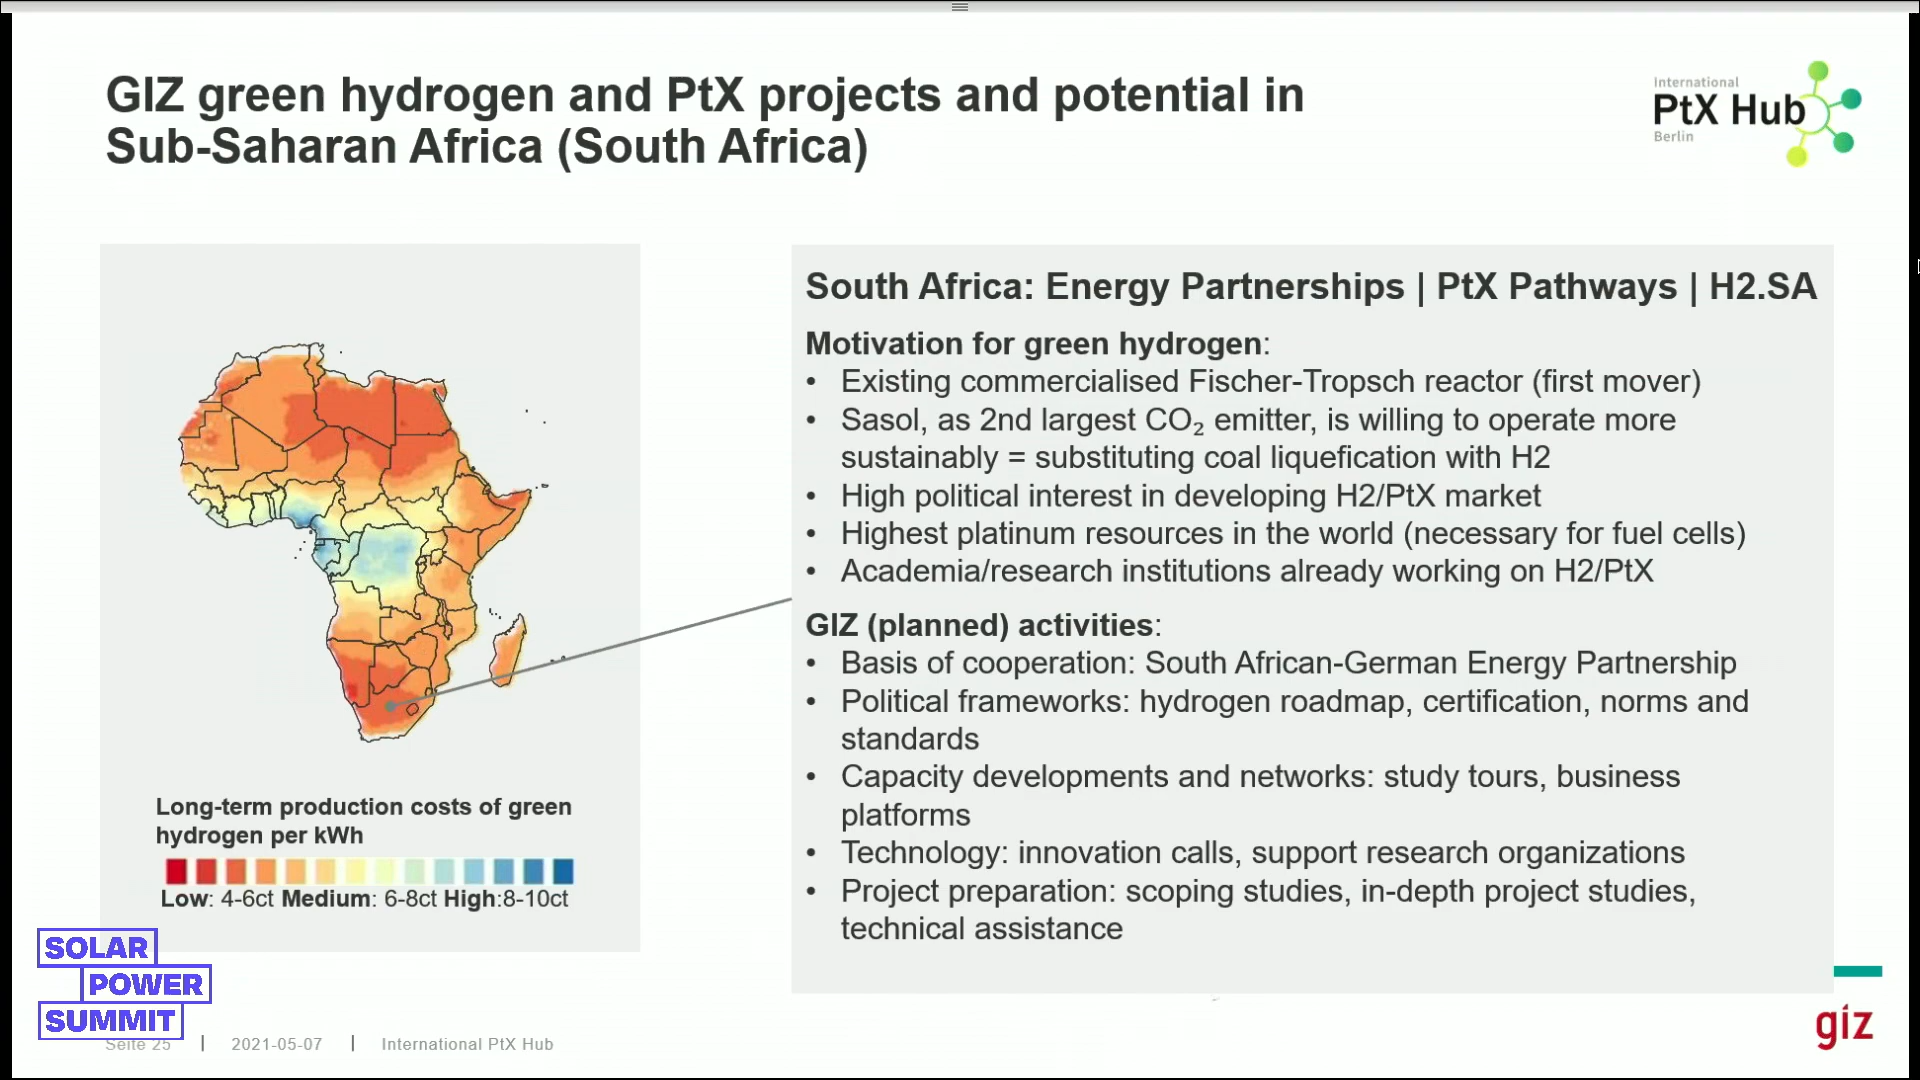 GIZ green hydrogen and PtX projects and potential in
Sub-Saharan Africa (South Africa)
International
PtX Hub
Berlin
South Africa: Energy Partnerships | PtX Pathways | H2.SA
Motivation for green hydrogen:
• Existing commercialised Fischer-Tropsch reactor (first mover)
• Sasol, as 2nd largest CO₂ emitter, is willing to operate more
sustainably = substituting coal liquefication with H2
• High political interest in developing H2/PtX market
• Highest platinum resources in the world (necessary for fuel cells)
• Academia/research institutions already working on H2/PtX
GIZ (planned) activities:
• Basis of cooperation: South African-German Energy Partnership
• Political frameworks: hydrogen roadmap, certification, norms and
standards
• Capacity developments and networks: study tours, business
platforms
• Technology: innovation calls, support research organizations
• Project preparation: scoping studies, in-depth project studies,
technical assistance
Long-term production costs of green
hydrogen per kWh
Low: 4-6ct Medium: 6-8ct High:8-10ct
SOLAR
POWER
SUMMIT
Seite 25 | 2021-05-07 | International PtX Hub
giz